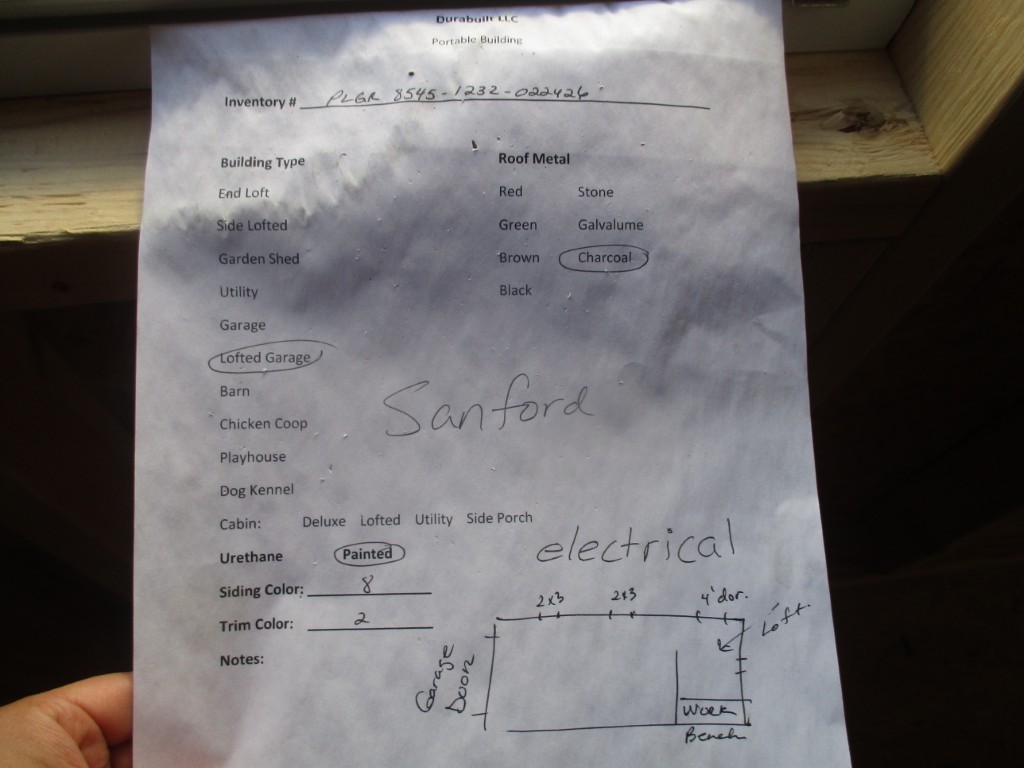 Durabuilt LLC
Portable Building
Inventory # PLGR 8545-1232-022426
Building Type Roof Metal
End Loft Red Stone
Side Lofted Green Galvalume
Garden Shed Brown Charcoal
Utility Black
Garage
Lofted Garage
Barn
Sanford
Chicken Coop
Playhouse
Dog Kennel
Cabin: Deluxe Lofted Utility Side Porch
Urethane Painted
electrical
Siding Color: 8
Trim Color: 2
Notes:
2x3 2x3 4' dor.
Loft
Garage
Door
Work
Bench